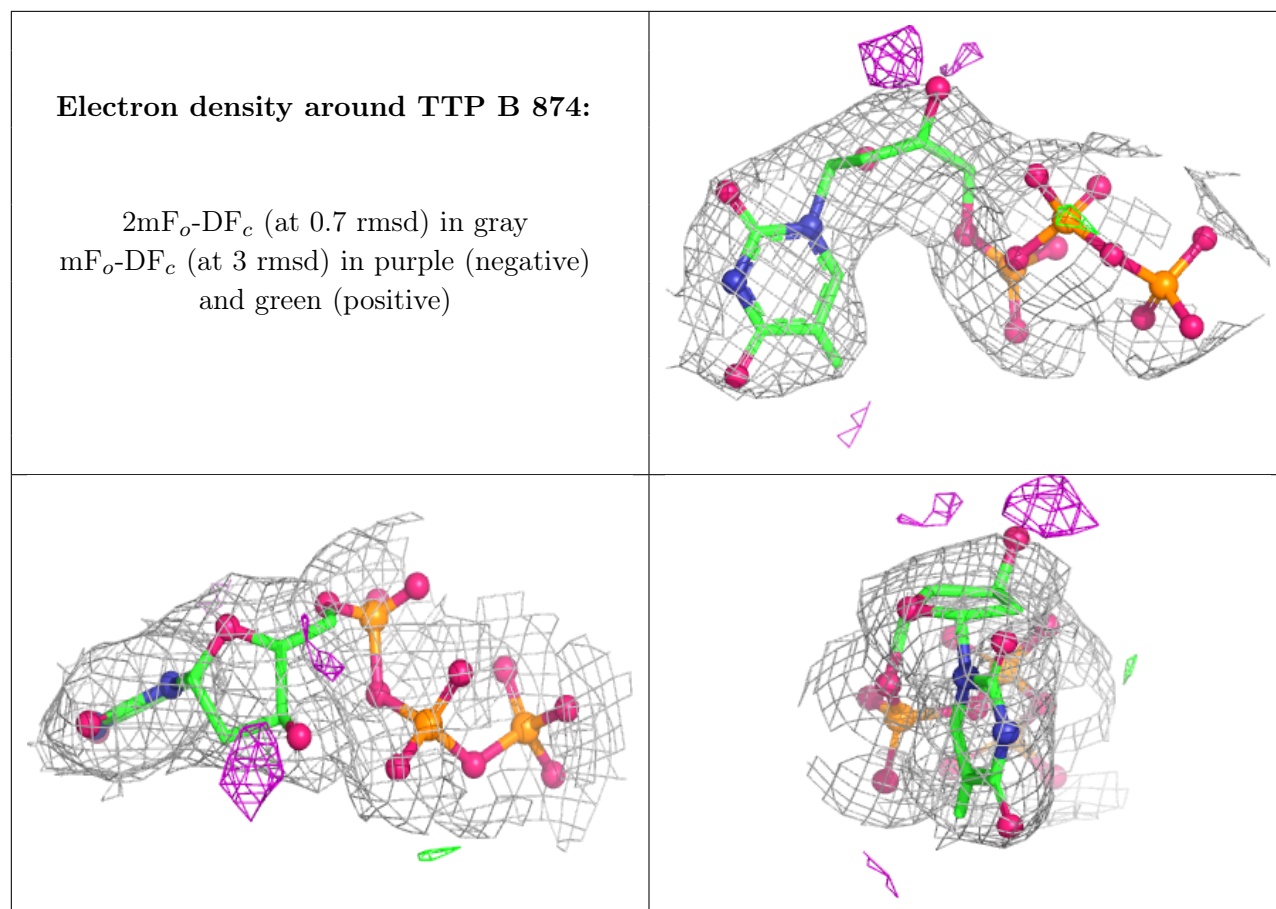 Electron density around TTP B 874:
2mFₒ-DF𝒸 (at 0.7 rmsd) in gray
mFₒ-DF𝒸 (at 3 rmsd) in purple (negative)
and green (positive)